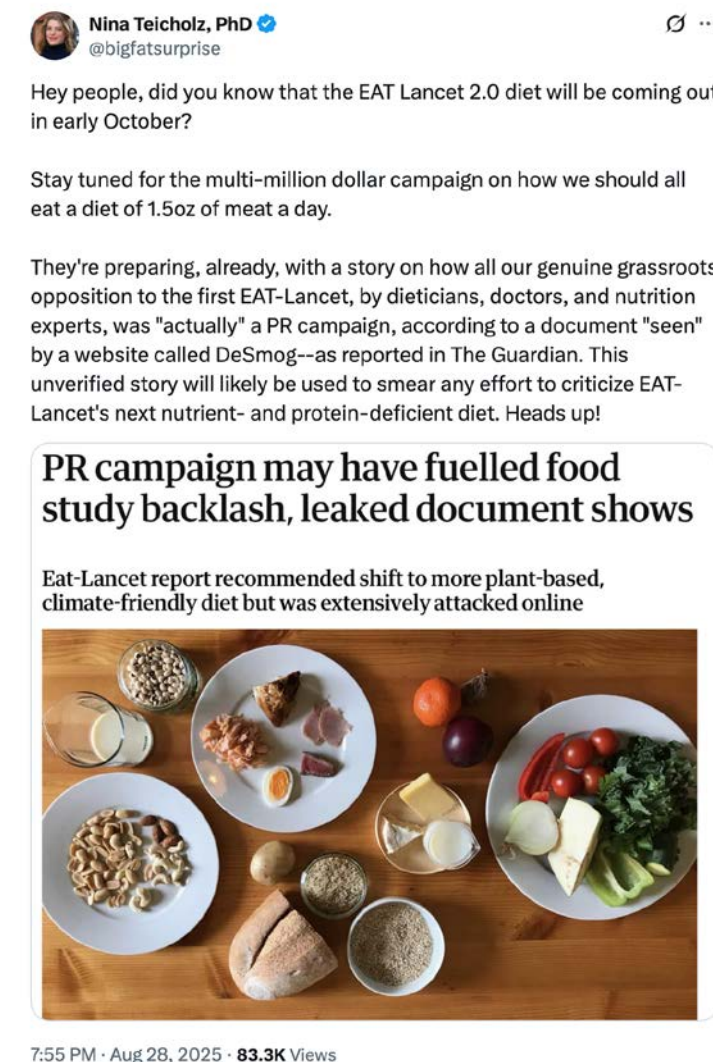 Nina Teicholz, PhD
@bigfatsurprise
Hey people, did you know that the EAT Lancet 2.0 diet will be coming out
in early October?
Stay tuned for the multi-million dollar campaign on how we should all
eat a diet of 1.5oz of meat a day.
They're preparing, already, with a story on how all our genuine grassroots
opposition to the first EAT-Lancet, by dieticians, doctors, and nutrition
experts, was "actually" a PR campaign, according to a document "seen"
by a website called DeSmog--as reported in The Guardian. This
unverified story will likely be used to smear any effort to criticize EAT-
Lancet's next nutrient- and protein-deficient diet. Heads up!
PR campaign may have fuelled food
study backlash, leaked document shows
Eat-Lancet report recommended shift to more plant-based,
climate-friendly diet but was extensively attacked online
7:55 PM · Aug 28, 2025 · 83.3K Views